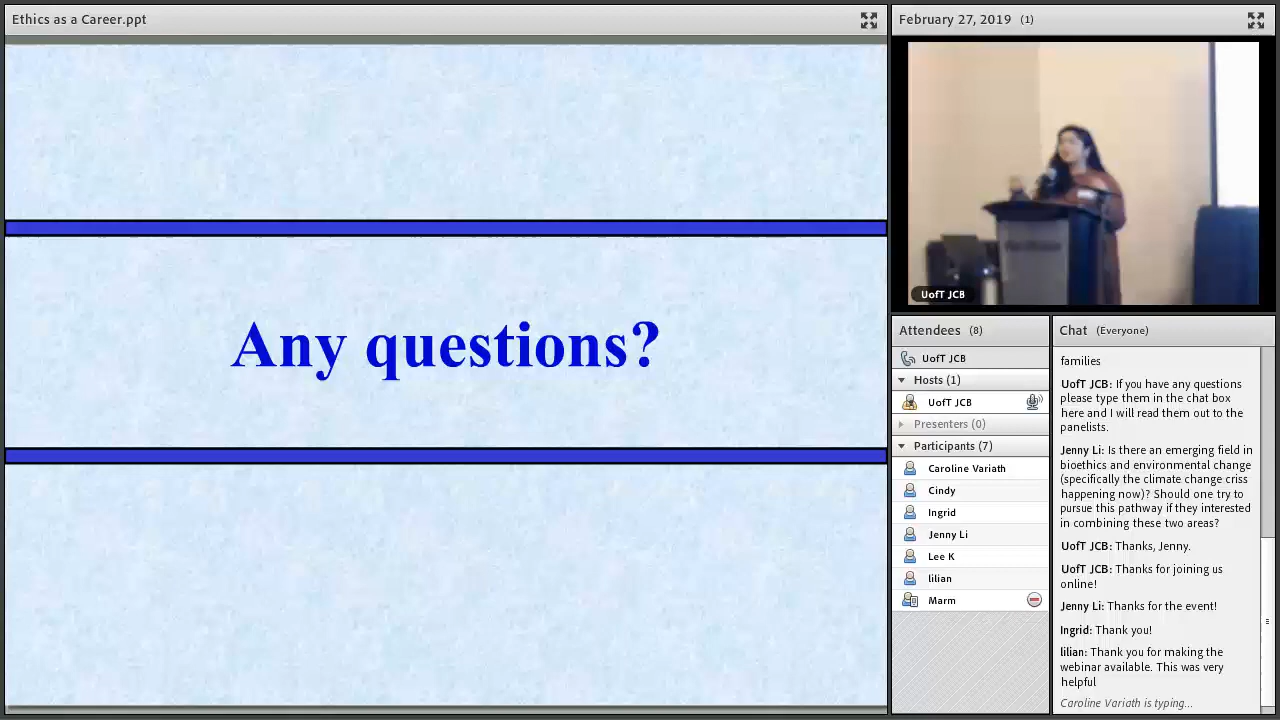 Ethics as a Career.ppt
Any questions?
February 27, 2019 (1)
UofT JCB
Attendees (8)
UofT JCB
Hosts (1)
UofT JCB
Presenters (0)
Participants (7)
Caroline Variath
Cindy
Ingrid
Jenny Li
Lee K
lilian
Marm
Chat (Everyone)
families
UofT JCB: If you have any questions
please type them in the chat box
here and I will read them out to the
panelists.
Jenny Li: Is there an emerging field in
bioethics and environmental change
(specifically the climate change criss
happening now)? Should one try to
pursue this pathway if they interested
in combining these two areas?
UofT JCB: Thanks, Jenny.
UofT JCB: Thanks for joining us
online!
Jenny Li: Thanks for the event!
Ingrid: Thank you!
lilian: Thank you for making the
webinar available. This was very
helpful
Caroline Variath is typing...